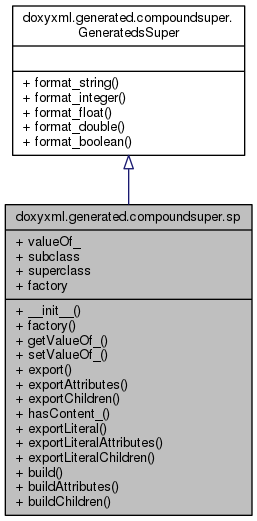 doxyxml.generated.compoundsuper.
GeneratedsSuper
+ format_string()
+ format_integer()
+ format_float()
+ format_double()
+ format_boolean()
doxyxml.generated.compoundsuper.sp
+ valueOf_
+ subclass
+ superclass
+ factory
+ __init__()
+ factory()
+ getValueOf_()
+ setValueOf_()
+ export()
+ exportAttributes()
+ exportChildren()
+ hasContent_()
+ exportLiteral()
+ exportLiteralAttributes()
+ exportLiteralChildren()
+ build()
+ buildAttributes()
+ buildChildren()